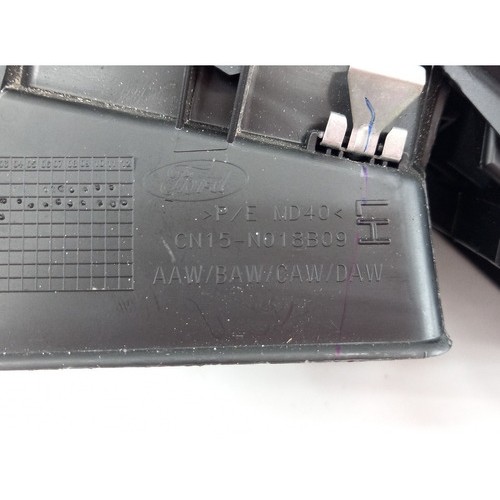 Ford
>P/E MD40<
CN15-N018B09
AAW/BAW/CAW/DAW
LH